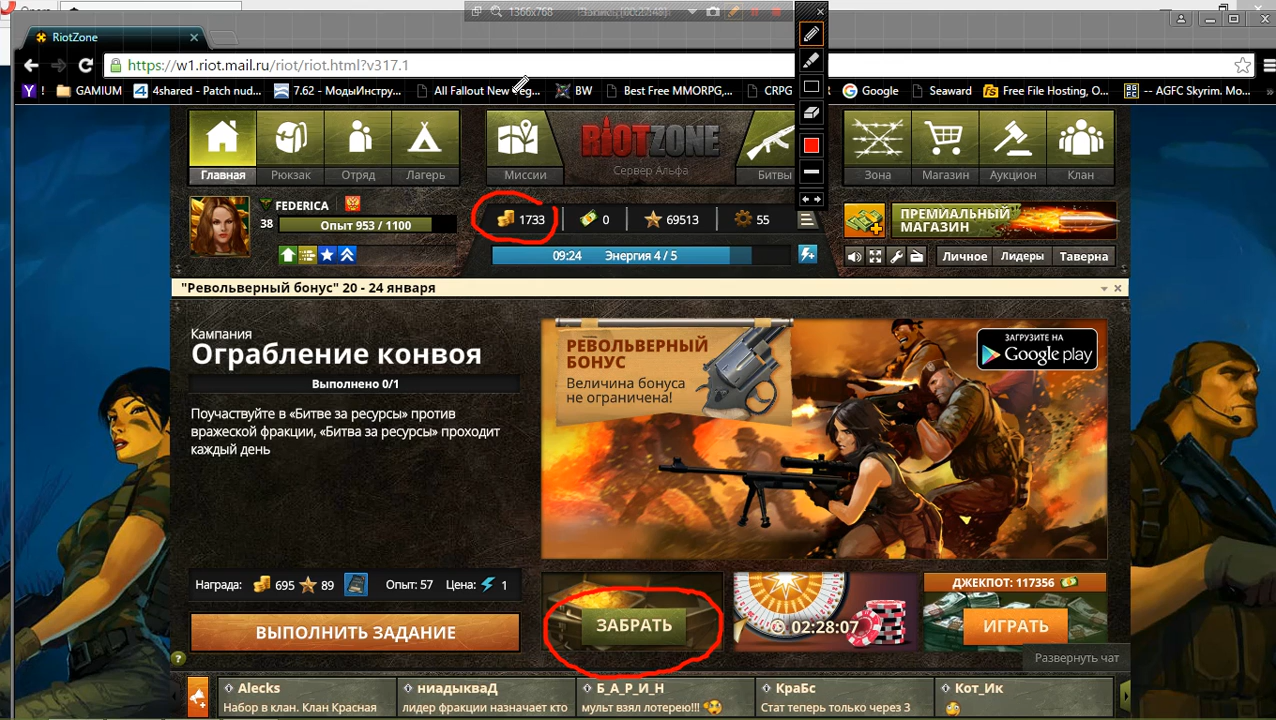 1366x768
Запись [00:27:48]
RiotZone
https://w1.riot.mail.ru/riot/riot.html?v317.1
Y !
GAMIUM
4shared - Patch nud...
7.62 - МодыИнстру...
All Fallout New Veg...
BW
Best Free MMORPG,...
CRPG
Google
Seaward
Free File Hosting, O...
-- AGFC Skyrim. Мо...
»
Главная
Рюкзак
Отряд
Лагерь
Миссии
RIOTZONE
Сервер Альфа
Битвы
Зона
Магазин
Аукцион
Клан
FEDERICA
38
Опыт 953 / 1100
1733
0
69513
55
09:24 Энергия 4 / 5
ПРЕМИАЛЬНЫЙ
МАГАЗИН
Личное
Лидеры
Таверна
"Револьверный бонус" 20 - 24 января
Кампания
Ограбление конвоя
Выполнено 0/1
Поучаствуйте в «Битве за ресурсы» против
вражеской фракции, «Битва за ресурсы» проходит
каждый день
РЕВОЛЬВЕРНЫЙ
БОНУС
Величина бонуса
не ограничена!
ЗАГРУЗИТЕ НА
Google play
Награда: 695 89 Опыт: 57 Цена: 1
ВЫПОЛНИТЬ ЗАДАНИЕ
ЗАБРАТЬ
02:28:07
ДЖЕКПОТ: 117356
ИГРАТЬ
?
Развернуть чат
Alecks
Набор в клан. Клан Красная
ниадыкваД
лидер фракции назначает кто
Б_А_Р_И_Н
мульт взял лотерею!!!
КраБс
Стат теперь только через 3
Кот_Ик